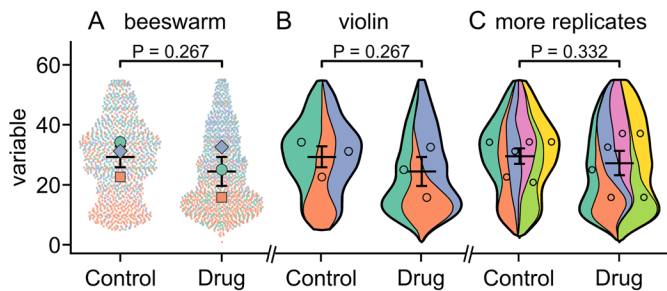 A beeswarm B violin C more replicates
P = 0.267 P = 0.267 P = 0.332
variable
60
40
20
0
Control Drug Control Drug Control Drug